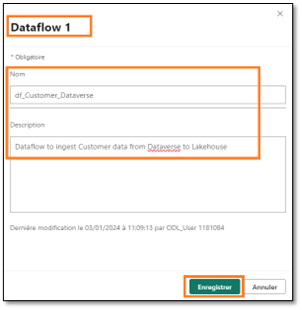 Dataflow 1
* Obligatoire
Nom
df_Customer_Dataverse
Description
Dataflow to ingest Customer data from Dataverse to Lakehouse
Dernière modification le 03/01/2024 à 11:09:13 par ODL_User 1181084
Enregistrer Annuler